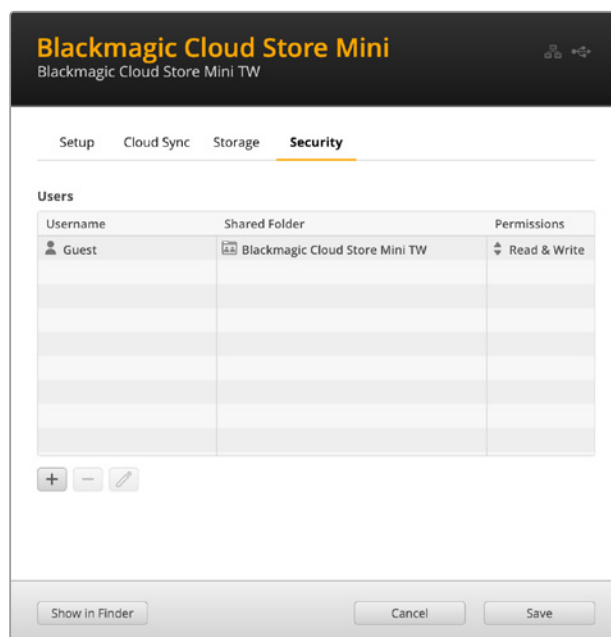 Blackmagic Cloud Store Mini
Blackmagic Cloud Store Mini TW
Setup Cloud Sync Storage Security
Users
Username Shared Folder Permissions
Guest Blackmagic Cloud Store Mini TW Read & Write
Show in Finder Cancel Save